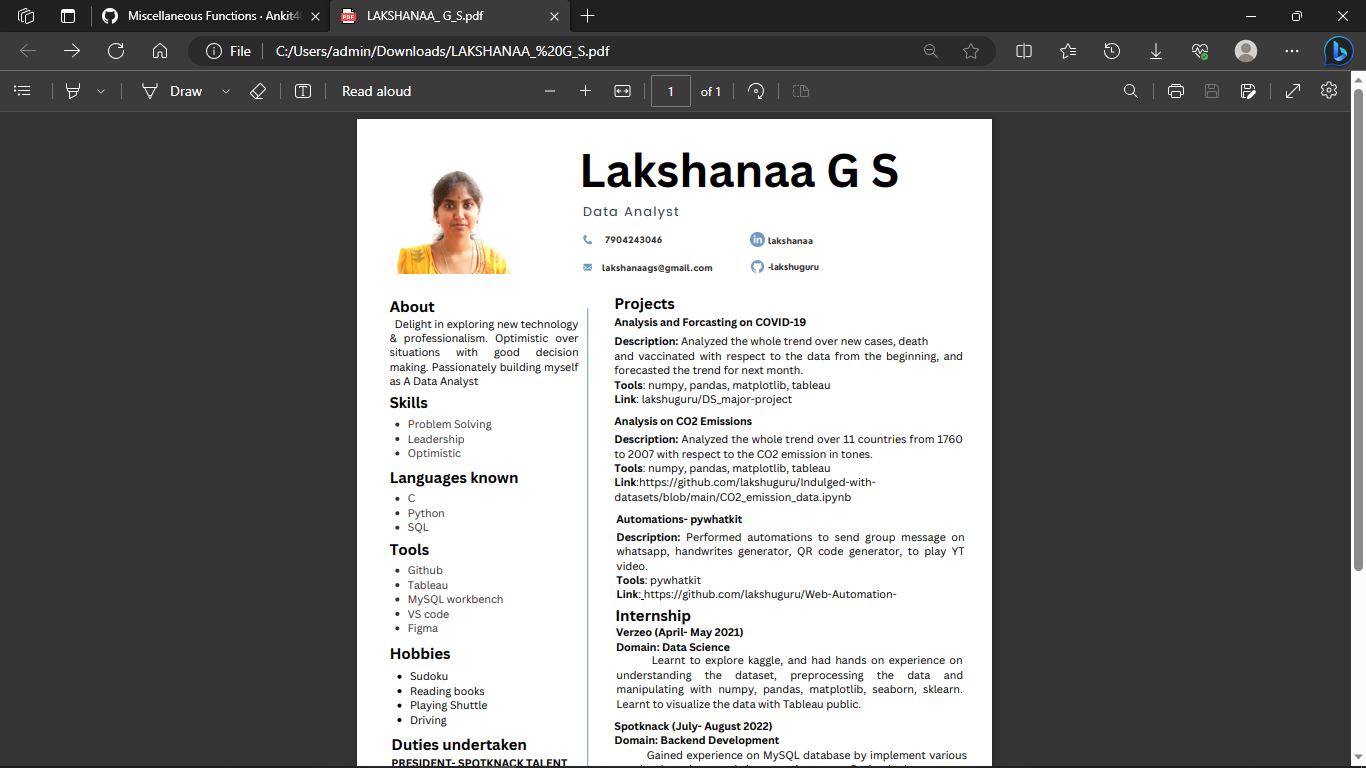 Miscellaneous Functions · Ankit4
LAKSHANAA_ G_S.pdf
File
C:/Users/admin/Downloads/LAKSHANAA_%20G_S.pdf
Draw
Read aloud
1
of 1
Lakshanaa G S
Data Analyst
7904243046
lakshanaa
lakshanaags@gmail.com
-lakshuguru
About
Delight in exploring new technology
& professionalism. Optimistic over
situations with good decision
making. Passionately building myself
as A Data Analyst
Skills
Problem Solving
Leadership
Optimistic
Languages known
C
Python
SQL
Tools
Github
Tableau
MySQL workbench
VS code
Figma
Hobbies
Sudoku
Reading books
Playing Shuttle
Driving
Duties undertaken
PRESIDENT- SPOTKNACK TALENT
Projects
Analysis and Forcasting on COVID-19
Description: Analyzed the whole trend over new cases, death
and vaccinated with respect to the data from the beginning, and
forecasted the trend for next month.
Tools: numpy, pandas, matplotlib, tableau
Link: lakshuguru/DS_major-project
Analysis on CO2 Emissions
Description: Analyzed the whole trend over 11 countries from 1760
to 2007 with respect to the CO2 emission in tones.
Tools: numpy, pandas, matplotlib, tableau
Link:https://github.com/lakshuguru/Indulged-with-
datasets/blob/main/CO2_emission_data.ipynb
Automations- pywhatkit
Description: Performed automations to send group message on
whatsapp, handwrites generator, QR code generator, to play YT
video.
Tools: pywhatkit
Link: https://github.com/lakshuguru/Web-Automation-
Internship
Verzeo (April- May 2021)
Domain: Data Science
Learnt to explore kaggle, and had hands on experience on
understanding the dataset, preprocessing the data and
manipulating with numpy, pandas, matplotlib, seaborn, sklearn.
Learnt to visualize the data with Tableau public.
Spotknack (July- August 2022)
Domain: Backend Development
Gained experience on MySQL database by implement various